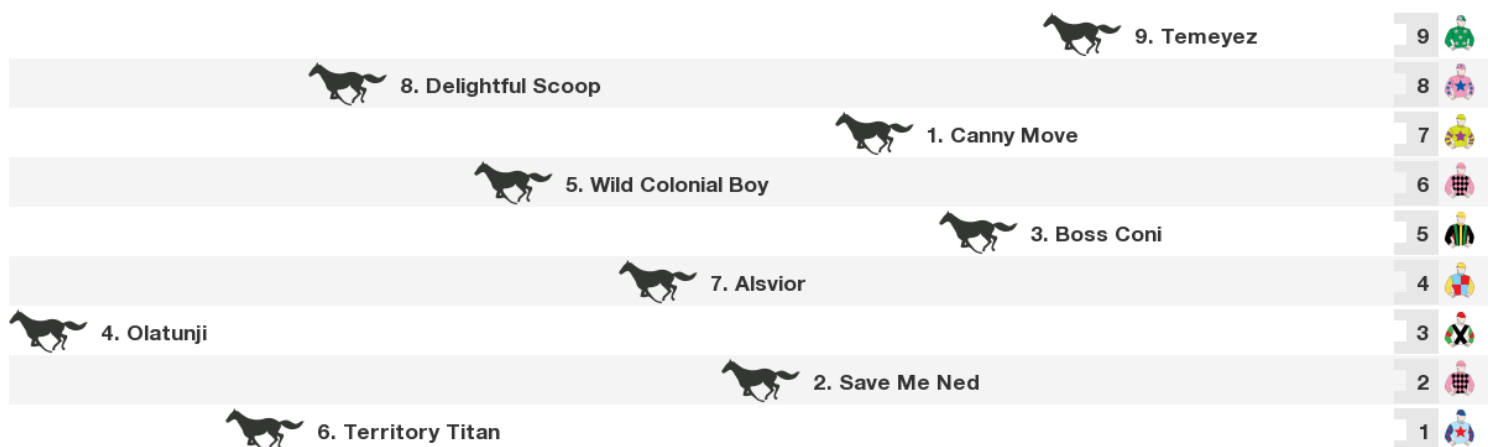 9. Temeyez 9
8. Delightful Scoop 8
1. Canny Move 7
5. Wild Colonial Boy 6
3. Boss Coni 5
7. Alsvior 4
4. Olatunji 3
2. Save Me Ned 2
6. Territory Titan 1